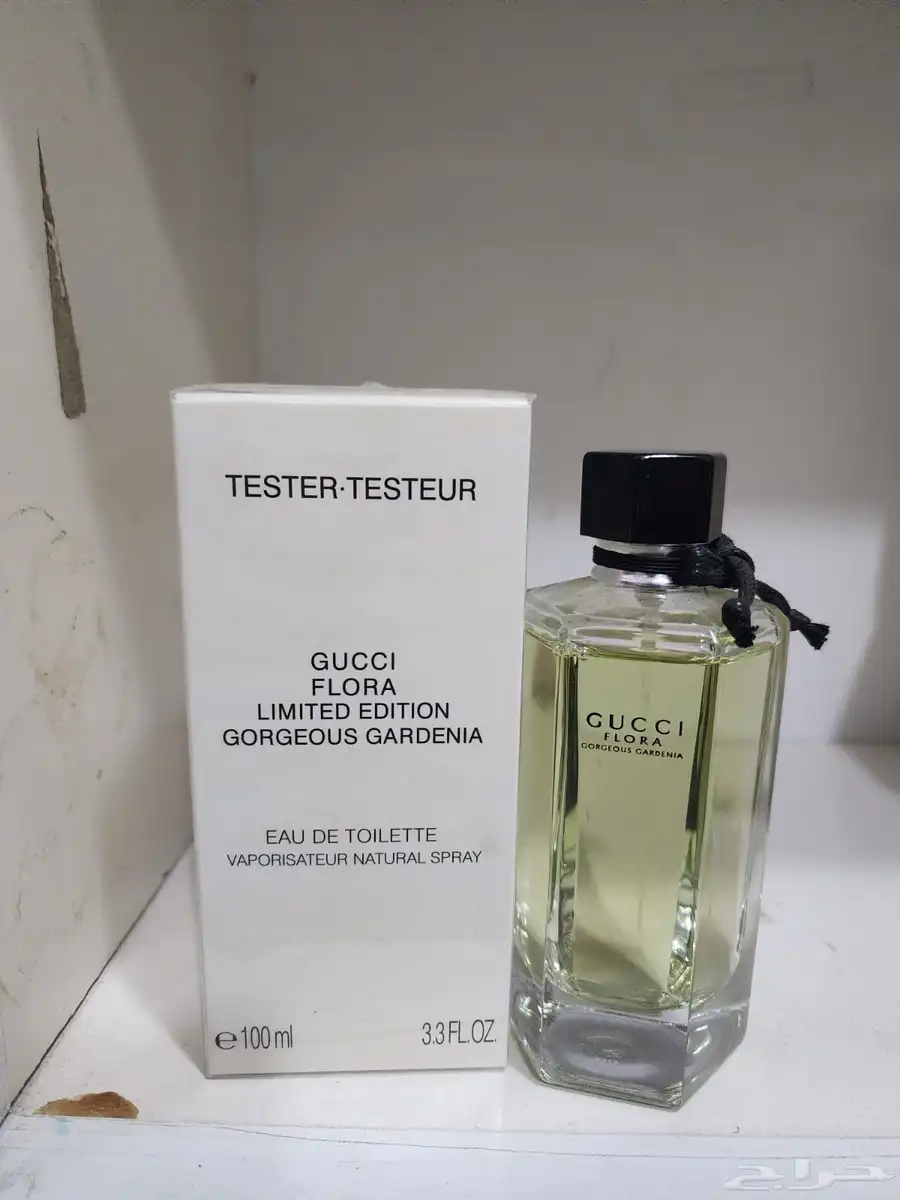 TESTER·TESTEUR
GUCCI
FLORA
LIMITED EDITION
GORGEOUS GARDENIA
EAU DE TOILETTE
VAPORISATEUR NATURAL SPRAY
℮100 ml
3.3 FL.OZ.
GUCCI
FLORA
GORGEOUS GARDENIA
حراج